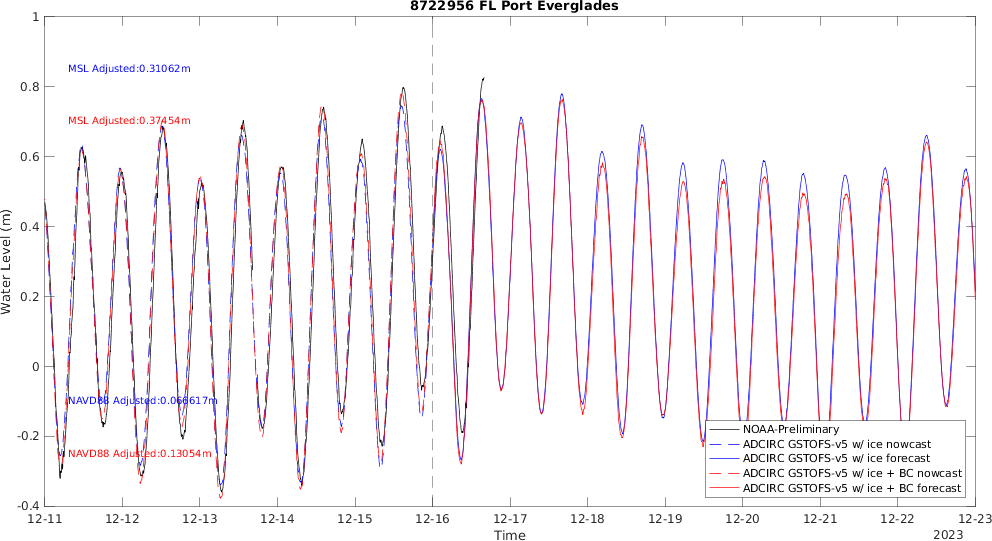 8722956 FL Port Everglades
1
0.8
0.6
0.4
0.2
0
-0.2
-0.4
Water Level (m)
MSL Adjusted:0.31062m
MSL Adjusted:0.37454m
NAVD88 Adjusted:0.066617m
NAVD88 Adjusted:0.13054m
NOAA-Preliminary
ADCIRC GSTOFS-v5 w/ ice nowcast
ADCIRC GSTOFS-v5 w/ ice forecast
ADCIRC GSTOFS-v5 w/ ice + BC nowcast
ADCIRC GSTOFS-v5 w/ ice + BC forecast
12-11 12-12 12-13 12-14 12-15 12-16 12-17 12-18 12-19 12-20 12-21 12-22 12-23
Time
2023